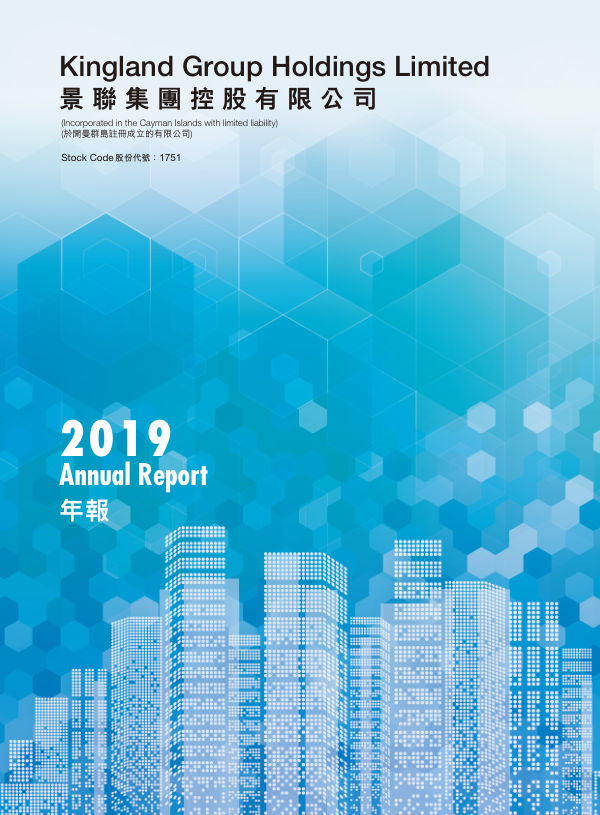 Kingland Group Holdings Limited
景聯集團控股有限公司
(Incorporated in the Cayman Islands with limited liability)
(於開曼群島註冊成立的有限公司)
Stock Code 股份代號：1751
2019
Annual Report
年報